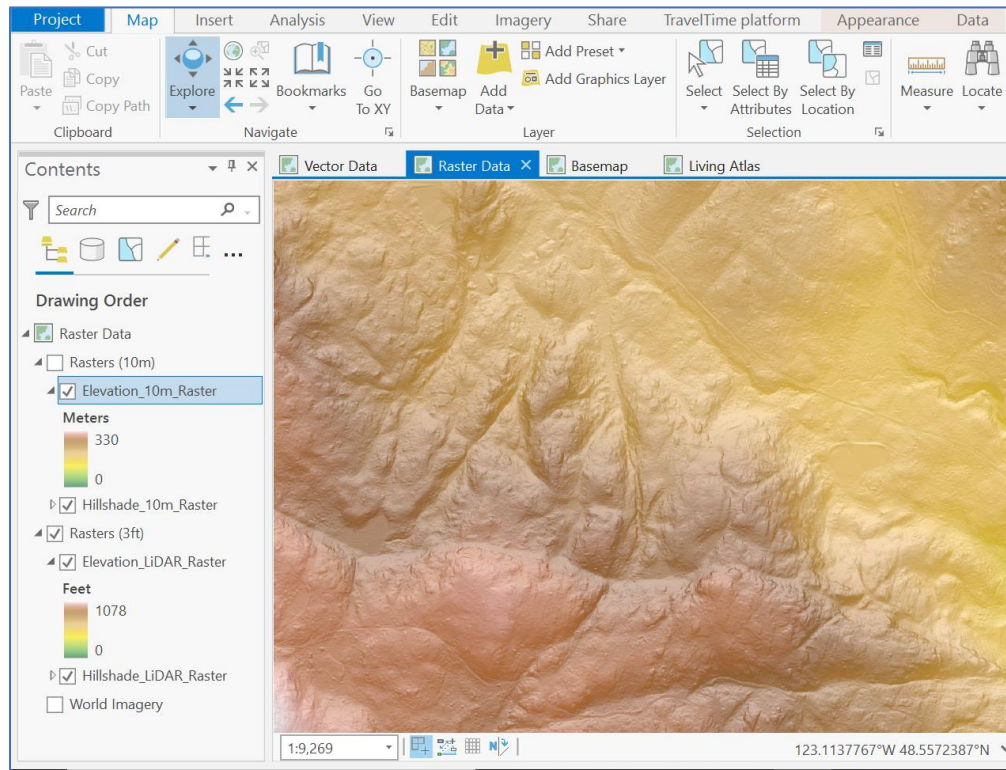 Project Map Insert Analysis View Edit Imagery Share TravelTime platform Appearance Data
Paste
Cut
Copy
Copy Path
Clipboard
Explore
Bookmarks
Go
To XY
Navigate
Basemap
Add
Data
Add Preset
Add Graphics Layer
Layer
Select
Select By
Attributes
Select By
Location
Selection
Measure
Locate
Contents
Search
Drawing Order
Raster Data
Rasters (10m)
Elevation_10m_Raster
Meters
330
0
Hillshade_10m_Raster
Rasters (3ft)
Elevation_LiDAR_Raster
Feet
1078
0
Hillshade_LiDAR_Raster
World Imagery
Vector Data Raster Data Basemap Living Atlas
1:9,269
N
123.1137767°W 48.5572387°N